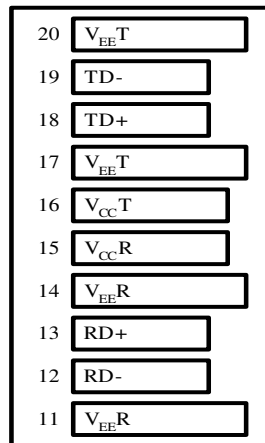 20 VEET
19 TD-
18 TD+
17 VEET
16 VCCT
15 VCCR
14 VEER
13 RD+
12 RD-
11 VEER